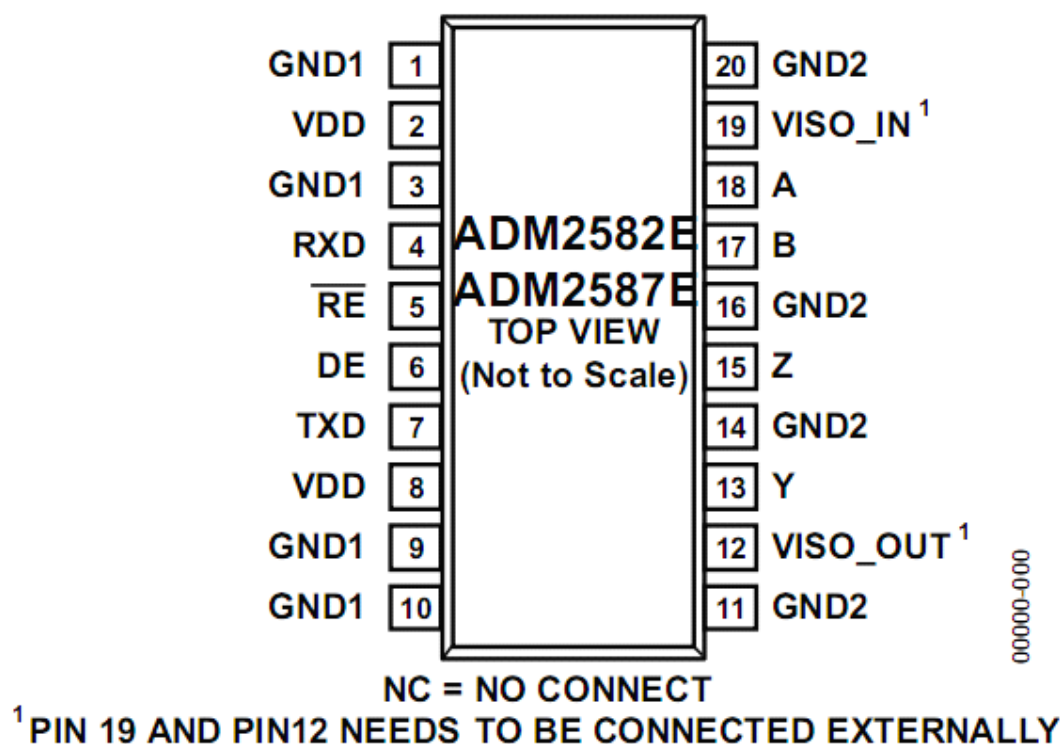 GND1 1 20 GND2
VDD 2 19 VISO_IN 1
GND1 3 18 A
RXD 4 17 B
RE 5 16 GND2
DE 6 15 Z
TXD 7 14 GND2
VDD 8 13 Y
GND1 9 12 VISO_OUT 1
GND1 10 11 GND2
ADM2582E
ADM2587E
TOP VIEW
(Not to Scale)
00000-000
NC = NO CONNECT
1 PIN 19 AND PIN12 NEEDS TO BE CONNECTED EXTERNALLY